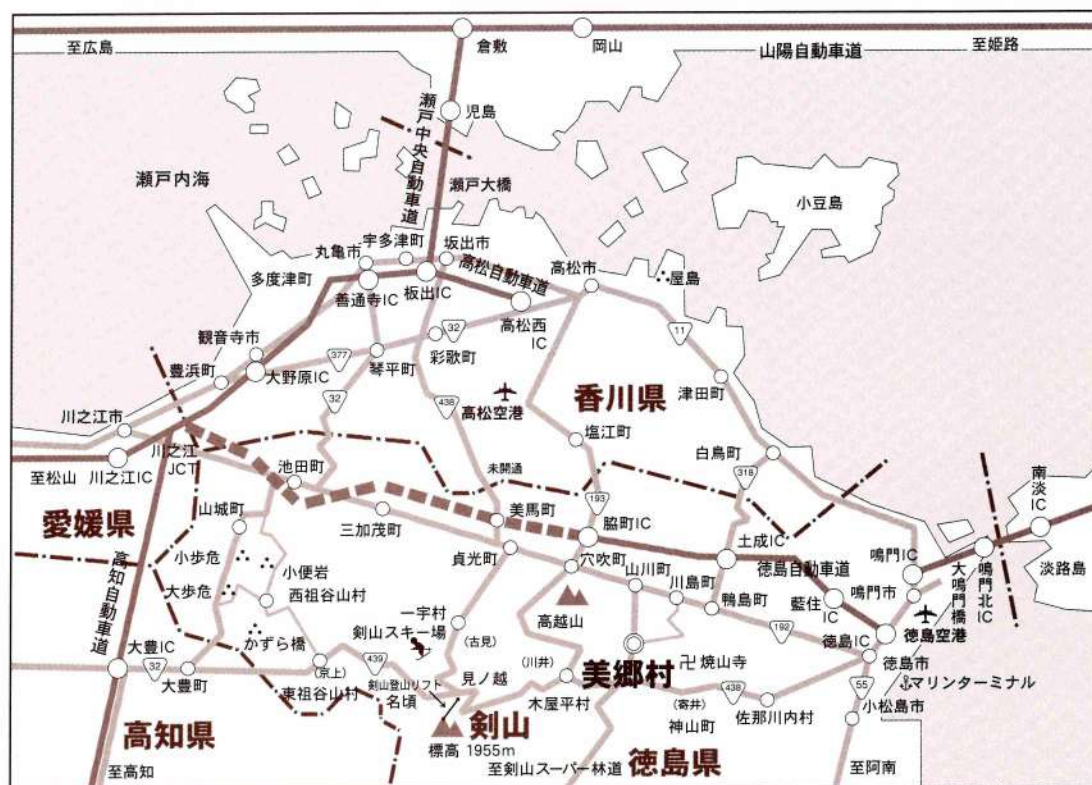 至広島
倉敷
岡山
山陽自動車道
至姫路
児島
瀬戸中央自動車道
瀬戸内海
瀬戸大橋
小豆島
宇多津町
坂出市
丸亀市
高松自動車道
高松市
屋島
多度津町
善通寺IC
板出IC
高松西IC
32
11
観音寺市
彩歌町
377
琴平町
豊浜町
大野原IC
津田町
32
438
高松空港
香川県
川之江市
塩江町
川之江JCT
白鳥町
至松山
川之江IC
池田町
未開通
318
南淡IC
193
愛媛県
山城町
三加茂町
美馬町
脇町IC
土成IC
鳴門IC
大鳴門橋
鳴門北IC
淡路島
小歩危
小便岩
貞光町
穴吹町
山川町
川島町
徳島自動車道
鳴門市
高知自動車道
大歩危
西祖谷山村
一宇村
高越山
鴨島町
藍住IC
徳島空港
かずら橋
剣山スキー場
(古見)
192
徳島IC
大豊IC
32
大豊町
(京上)
439
見ノ越
(川井)
美郷村
卍焼山寺
徳島市
マリンターミナル
東祖谷山村
剣山登山リフト
名頃
木屋平村
438
55
(寄井)
神山町
佐那川内村
小松島市
高知県
剣山
標高 1955m
徳島県
至高知
至剣山スーパー林道
至阿南